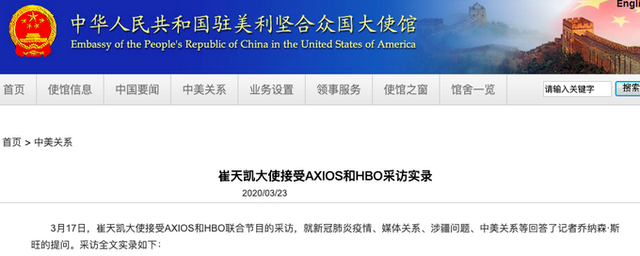 中华人民共和国驻美利坚合众国大使馆
Embassy of the People's Republic of China in the United States of America
Engli
首页 使馆信息 中国要闻 中美关系 业务设置 领事服务 使馆之窗 馆舍一览 请输入关键字 搜索
首页 > 中美关系
崔天凯大使接受AXIOS和HBO采访实录
2020/03/23
3月17日，崔天凯大使接受AXIOS和HBO联合节目的采访，就新冠肺炎疫情、媒体关系、涉疆问题、中美关系等回答了记者乔纳森·斯
旺的提问。采访全文实录如下：